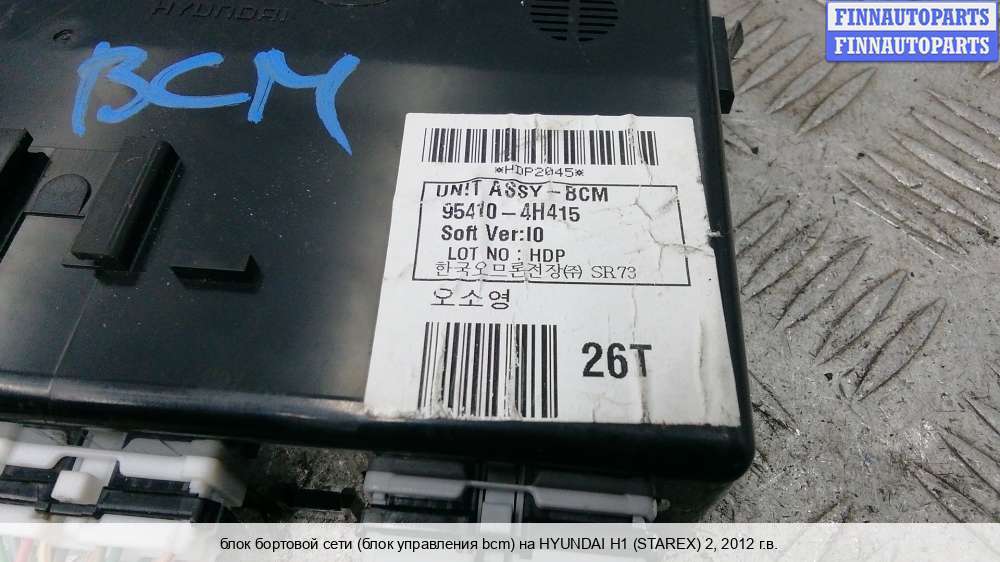 HYUNDAI
FINNAUTOPARTS
FINNAUTOPARTS
BCM
*HDP2045*
UNIT ASSY-BCM
95410-4H415
Soft Ver:I0
LOT NO : HDP
한국오므론전장㈜ SR73
오소영
26T
блок бортовой сети (блок управления bcm) на HYUNDAI H1 (STAREX) 2, 2012 г.в.